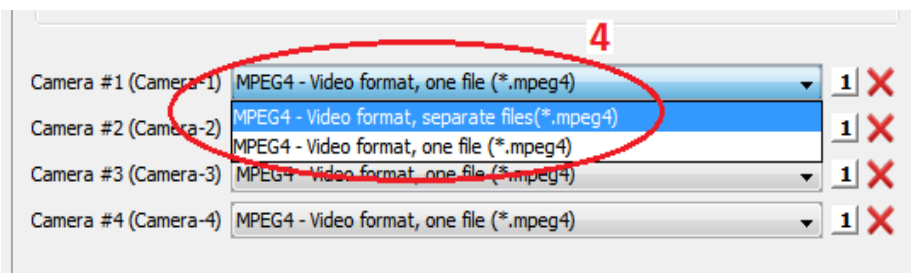 4
Camera #1 (Camera-1) MPEG4 - Video format, one file (*.mpeg4) 1
MPEG4 - Video format, separate files(*.mpeg4)
Camera #2 (Camera-2) 1
MPEG4 - Video format, one file (*.mpeg4)
Camera #3 (Camera-3) MPEG4 - Video format, one file (*.mpeg4) 1
Camera #4 (Camera-4) MPEG4 - Video format, one file (*.mpeg4) 1